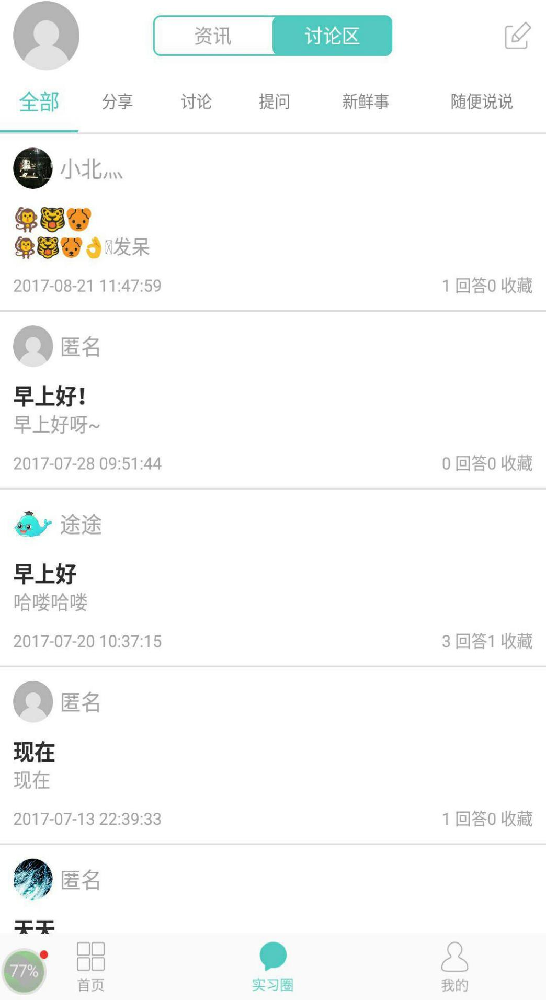 资讯 讨论区
全部 分享 讨论 提问 新鲜事 随便说说
小北灬
🐒🐯🐶
🐒🐯🐶👌发呆
2017-08-21 11:47:59 1 回答0 收藏
匿名
早上好!
早上好呀~
2017-07-28 09:51:44 0 回答0 收藏
途途
早上好
哈喽哈喽
2017-07-20 10:37:15 3 回答1 收藏
匿名
现在
现在
2017-07-13 22:39:33 1 回答0 收藏
匿名
天天
77%
首页 实习圈 我的